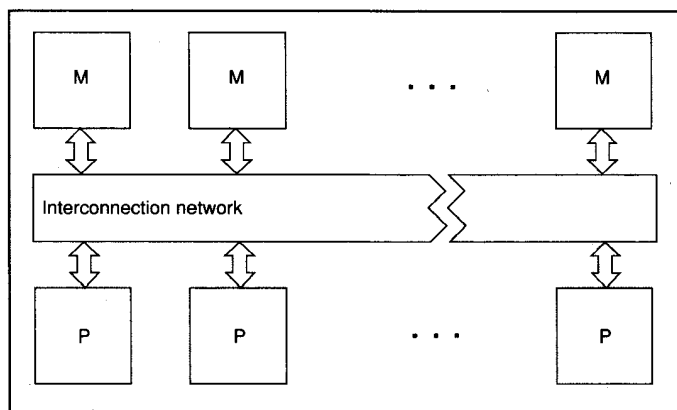 M M . . . M
Interconnection network
P P . . . P